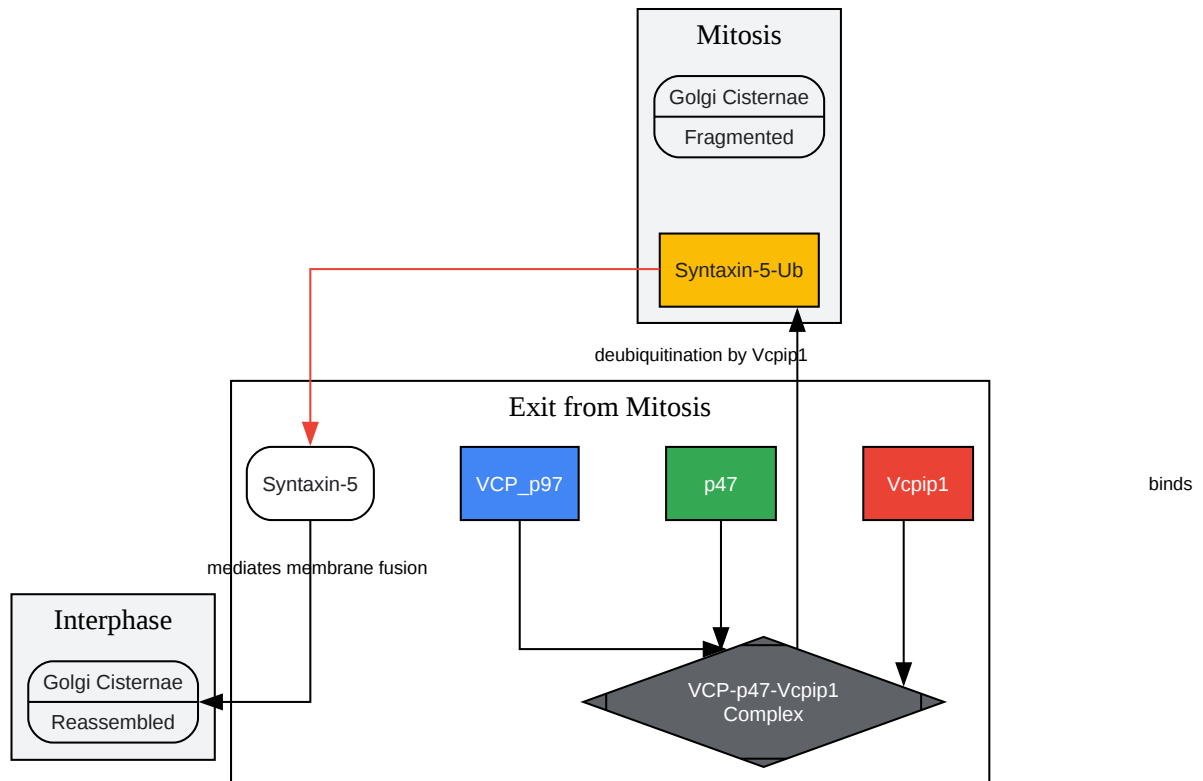 Mitosis
Golgi Cisternae
Fragmented
Syntaxin-5-Ub
deubiquitination by Vcpip1
Exit from Mitosis
Syntaxin-5
VCP_p97
p47
Vcpip1
binds
mediates membrane fusion
Interphase
Golgi Cisternae
Reassembled
VCP-p47-Vcpip1
Complex